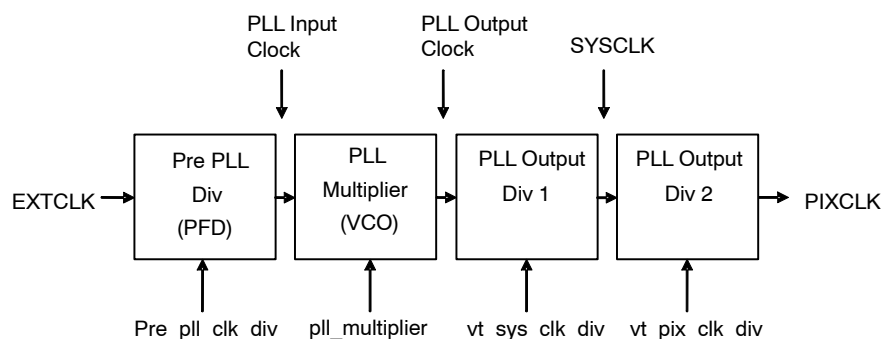 PLL Input
Clock
PLL Output
Clock
SYSCLK
EXTCLK
Pre PLL
Div
(PFD)
PLL
Multiplier
(VCO)
PLL Output
Div 1
PLL Output
Div 2
PIXCLK
Pre pll clk div
pll_multiplier
vt sys clk div
vt pix clk div